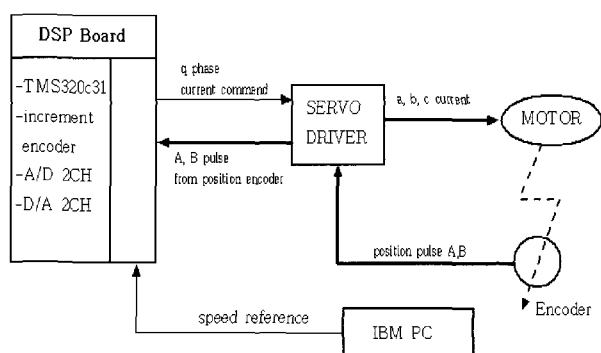 DSP Board
-TMS320c31
-increment
encoder
-A/D 2CH
-D/A 2CH
q phase
current command
A, B pulse
from position encoder
SERVO
DRIVER
a, b, c current
MOTOR
position pulse A,B
Encoder
speed reference
IBM PC